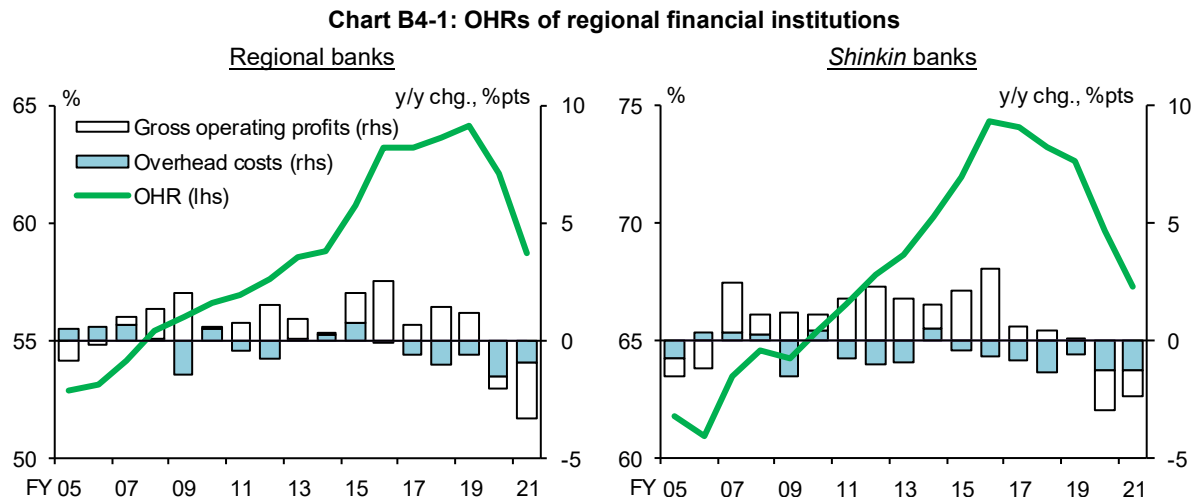 Chart B4-1: OHRs of regional financial institutions
Regional banks
% y/y chg., %pts
65 10
Gross operating profits (rhs)
Overhead costs (rhs)
OHR (lhs)
60 5
55 0
50 -5
FY 05 07 09 11 13 15 17 19 21
Shinkin banks
% y/y chg., %pts
75 10
70 5
65 0
60 -5
FY 05 07 09 11 13 15 17 19 21